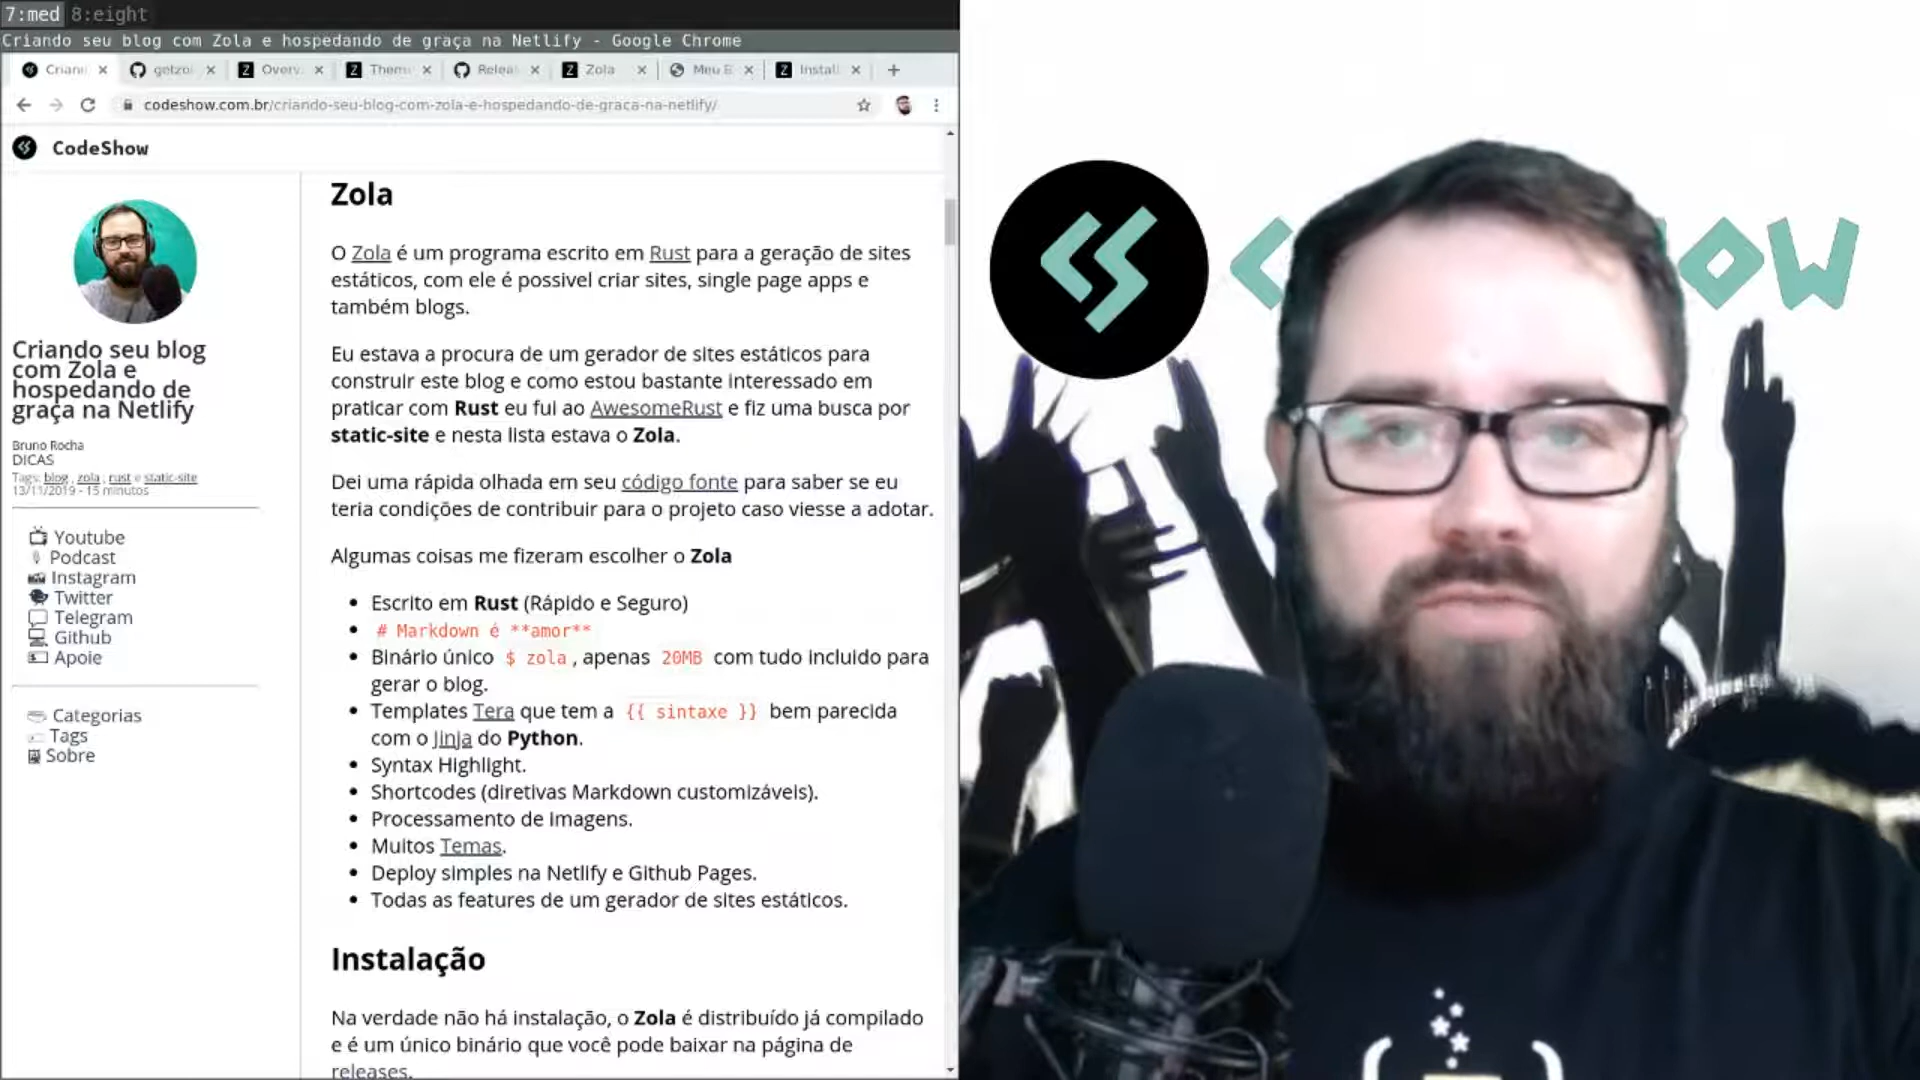 7:med 8:eight
Criando seu blog com Zola e hospedando de graça na Netlify - Google Chrome
Criand getzol Overv Them Relea Zola Meu B Install
codeshow.com.br/criando-seu-blog-com-zola-e-hospedando-de-graca-na-netlify/
CodeShow
Criando seu blog
com Zola e
hospedando de
graça na Netlify
Bruno Rocha
DICAS
Tags: blog , zola , rust e static-site
13/11/2019 - 15 minutos
Youtube
Podcast
Instagram
Twitter
Telegram
Github
Apoie
Categorias
Tags
Sobre
Zola
O Zola é um programa escrito em Rust para a geração de sites
estáticos, com ele é possivel criar sites, single page apps e
também blogs.
Eu estava a procura de um gerador de sites estáticos para
construir este blog e como estou bastante interessado em
praticar com Rust eu fui ao AwesomeRust e fiz uma busca por
static-site e nesta lista estava o Zola.
Dei uma rápida olhada em seu código fonte para saber se eu
teria condições de contribuir para o projeto caso viesse a adotar.
Algumas coisas me fizeram escolher o Zola
Escrito em Rust (Rápido e Seguro)
# Markdown é **amor**
Binário único $ zola , apenas 20MB com tudo incluido para
gerar o blog.
Templates Tera que tem a {{ sintaxe }} bem parecida
com o Jinja do Python.
Syntax Highlight.
Shortcodes (diretivas Markdown customizáveis).
Processamento de imagens.
Muitos Temas.
Deploy simples na Netlify e Github Pages.
Todas as features de um gerador de sites estáticos.
Instalação
Na verdade não há instalação, o Zola é distribuído já compilado
e é um único binário que você pode baixar na página de
releases.